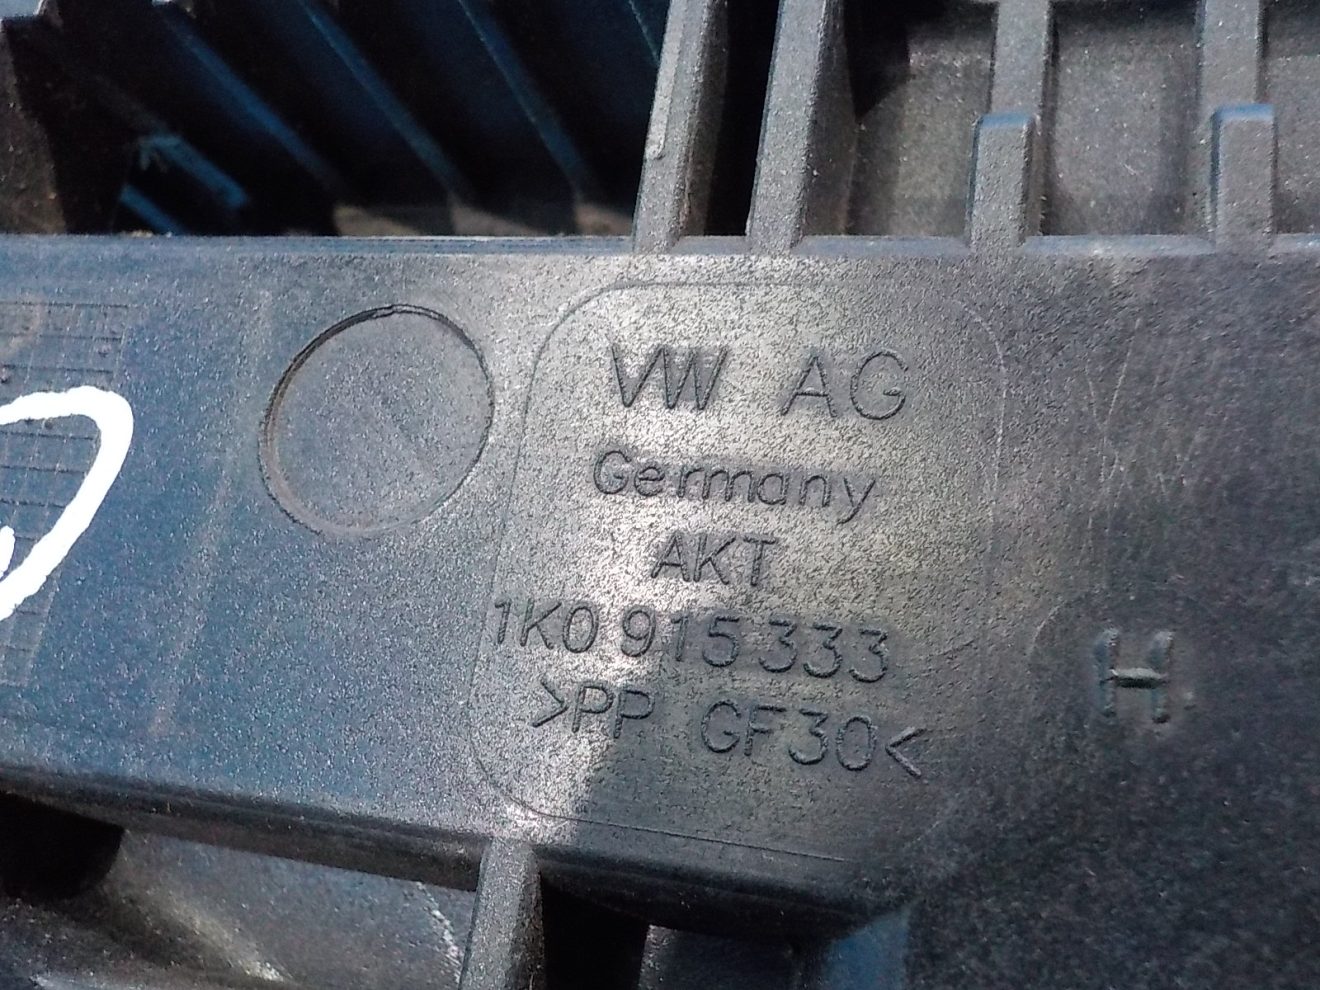 VW AG
Germany
AKT
1K0 915 333
>PP GF30<
H